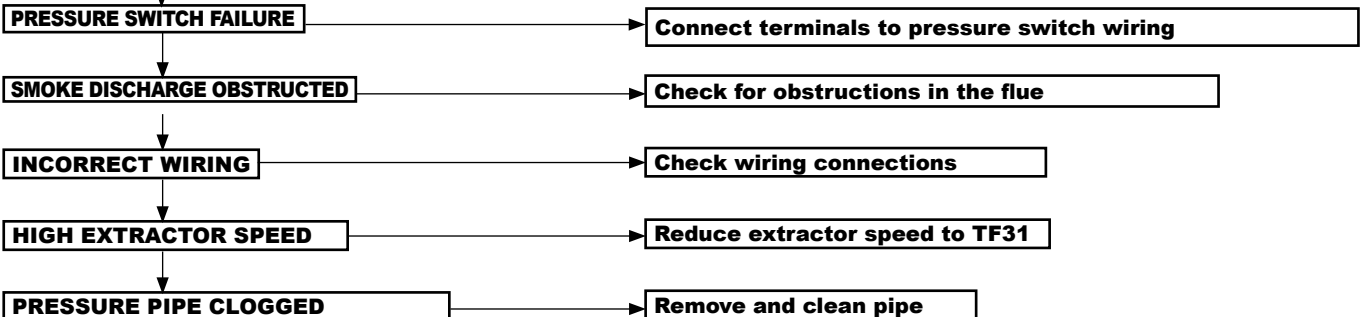 PRESSURE SWITCH FAILURE
Connect terminals to pressure switch wiring
SMOKE DISCHARGE OBSTRUCTED
Check for obstructions in the flue
INCORRECT WIRING
Check wiring connections
HIGH EXTRACTOR SPEED
Reduce extractor speed to TF31
PRESSURE PIPE CLOGGED
Remove and clean pipe